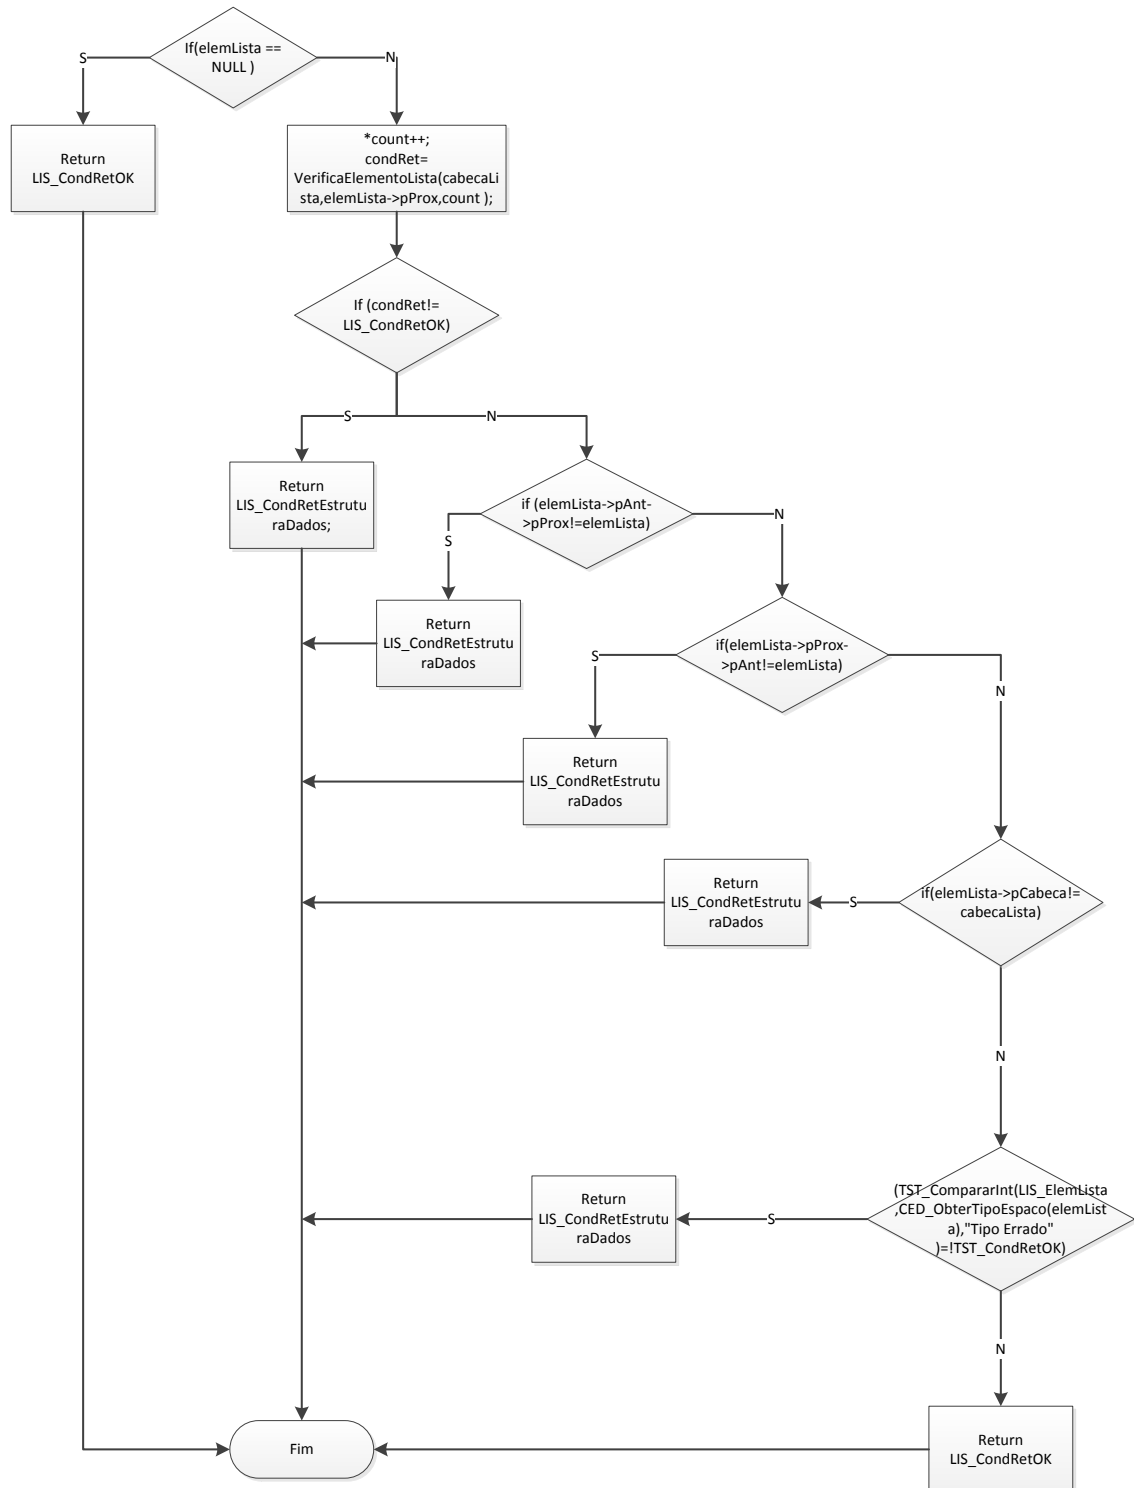 If(elemLista ==
NULL )
S
N
Return
LIS_CondRetOK
*count++;
condRet=
VerificaElementoLista(cabecaLi
sta,elemLista->pProx,count );
If (condRet!=
LIS_CondRetOK)
S
N
Return
LIS_CondRetEstrutu
raDados;
if (elemLista->pAnt-
>pProx!=elemLista)
S
N
Return
LIS_CondRetEstrutu
raDados
if(elemLista->pProx-
>pAnt!=elemLista)
S
N
Return
LIS_CondRetEstrutu
raDados
if(elemLista->pCabeca!=
cabecaLista)
S
Return
LIS_CondRetEstrutu
raDados
N
(TST_CompararInt(LIS_ElemLista
,CED_ObterTipoEspaco(elemList
a),"Tipo Errado"
)=!TST_CondRetOK)
S
Return
LIS_CondRetEstrutu
raDados
N
Return
LIS_CondRetOK
Fim